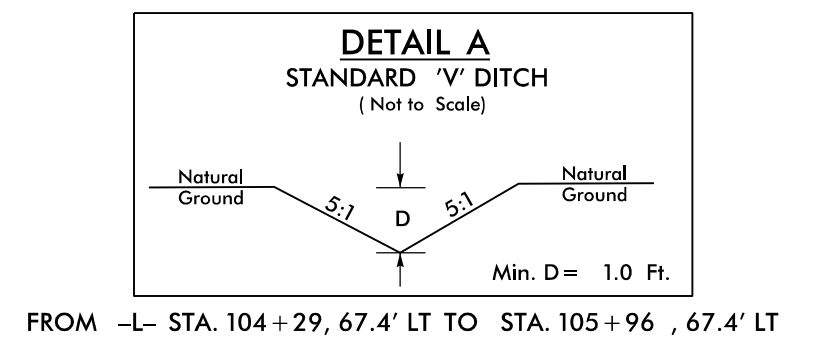 DETAIL A
STANDARD 'V' DITCH
( Not to Scale)
Natural
Ground
5:1
D
5:1
Natural
Ground
Min. D = 1.0 Ft.
FROM –L– STA. 104+29, 67.4' LT TO STA. 105+96 , 67.4' LT